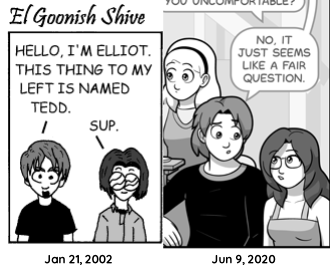 El Goonish Shive
YOU UNCOMFORTABLE?
HELLO, I'M ELLIOT.
THIS THING TO MY
LEFT IS NAMED
TEDD.
SUP.
NO, IT
JUST SEEMS
LIKE A FAIR
QUESTION.
Jan 21, 2002
Jun 9, 2020